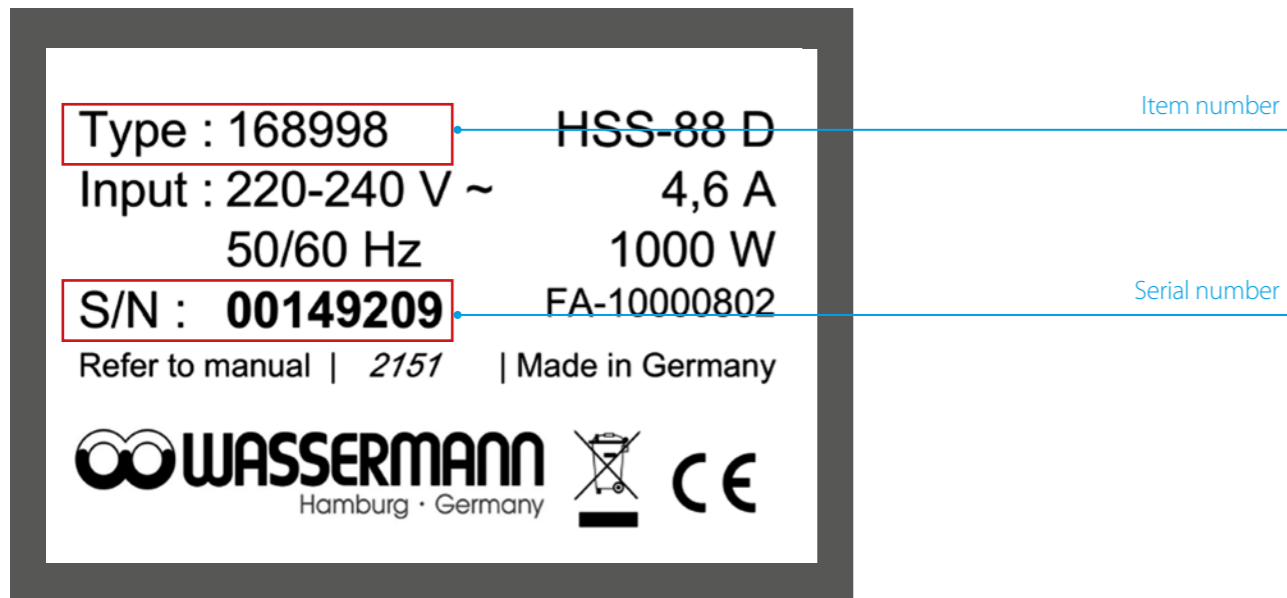 Type : 168998 HSS-88 D
Item number
Input : 220-240 V ~ 4,6 A
50/60 Hz 1000 W
S/N : 00149209 FA-10000802
Serial number
Refer to manual | 2151 | Made in Germany
WASSERMANN
Hamburg · Germany
CE